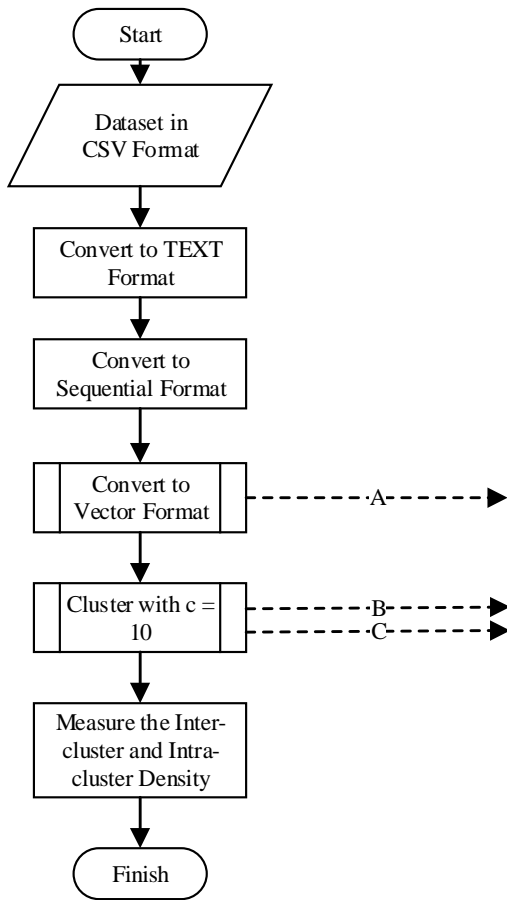 Start
Dataset in
CSV Format
Convert to TEXT
Format
Convert to
Sequential Format
Convert to
Vector Format
A
Cluster with c =
10
B
C
Measure the Inter-
cluster and Intra-
cluster Density
Finish